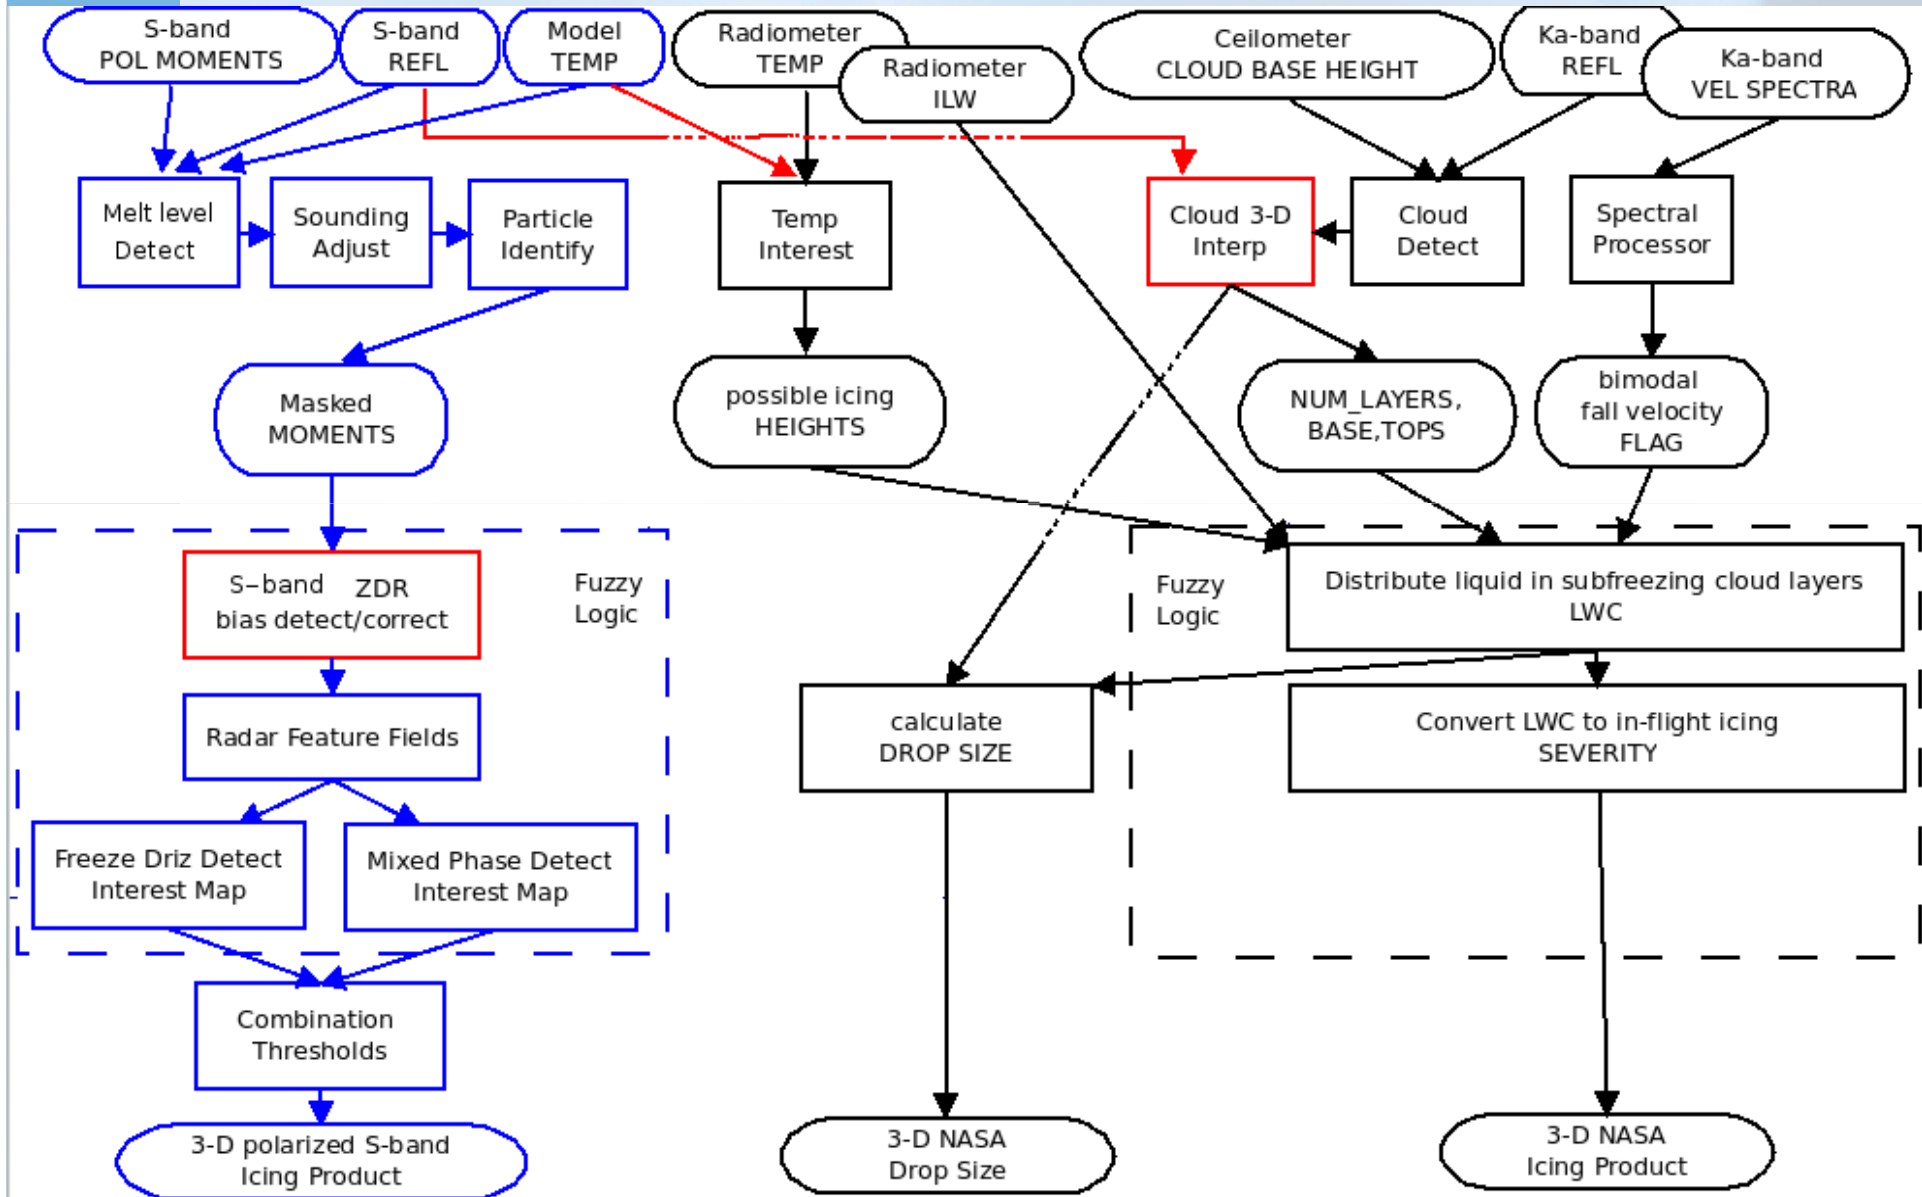 S-band
POL MOMENTS
S-band
REFL
Model
TEMP
Radiometer
TEMP
Radiometer
ILW
Ceilometer
CLOUD BASE HEIGHT
Ka-band
REFL
Ka-band
VEL SPECTRA
Melt level
Detect
Sounding
Adjust
Particle
Identify
Temp
Interest
Cloud 3-D
Interp
Cloud
Detect
Spectral
Processor
Masked
MOMENTS
possible icing
HEIGHTS
NUM_LAYERS,
BASE,TOPS
bimodal
fall velocity
FLAG
S-band ZDR
bias detect/correct
Fuzzy
Logic
Fuzzy
Logic
Distribute liquid in subfreezing cloud layers
LWC
Radar Feature Fields
calculate
DROP SIZE
Convert LWC to in-flight icing
SEVERITY
Freeze Driz Detect
Interest Map
Mixed Phase Detect
Interest Map
Combination
Thresholds
3-D polarized S-band
Icing Product
3-D NASA
Drop Size
3-D NASA
Icing Product